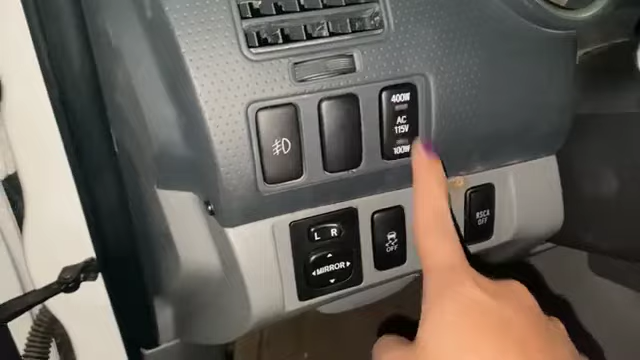 400W
AC
115V
100W
L R
MIRROR
OFF
RSCA
OFF